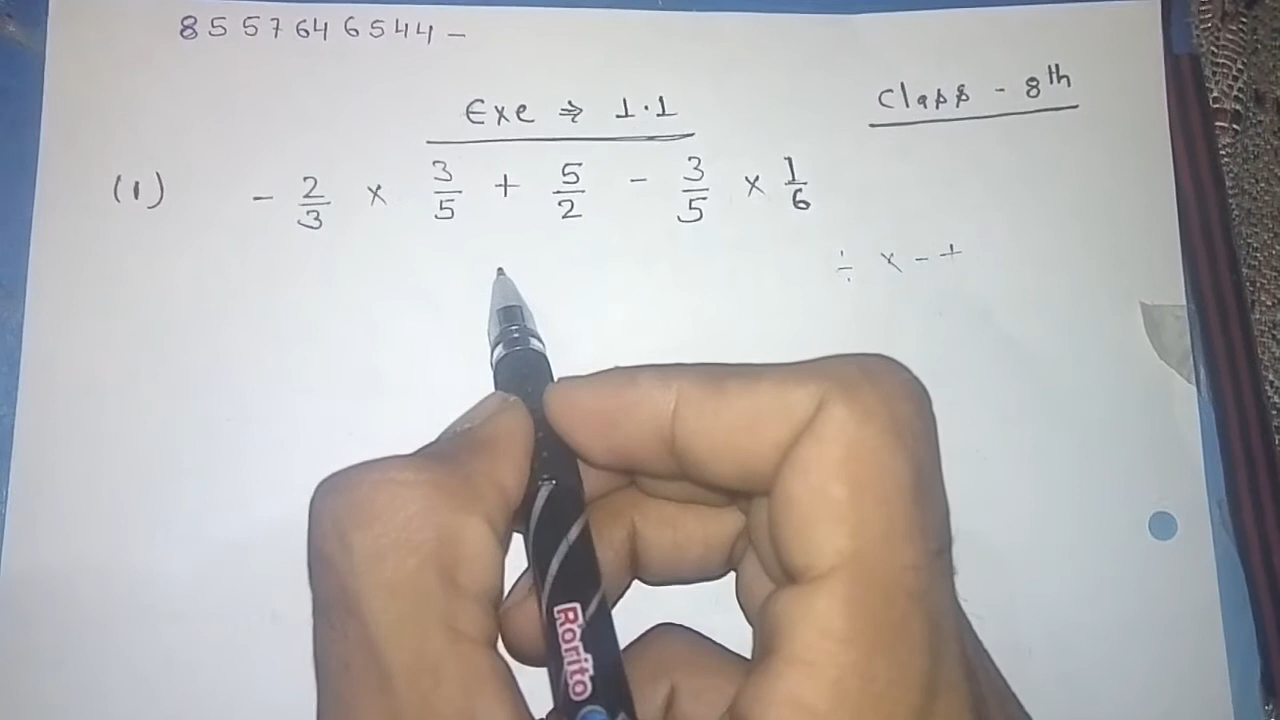 8557646544 -
Exe ⇒ 1.1
Class - 8th
(1) - 2/3 × 3/5 + 5/2 - 3/5 × 1/6
÷ × - +
Rorito